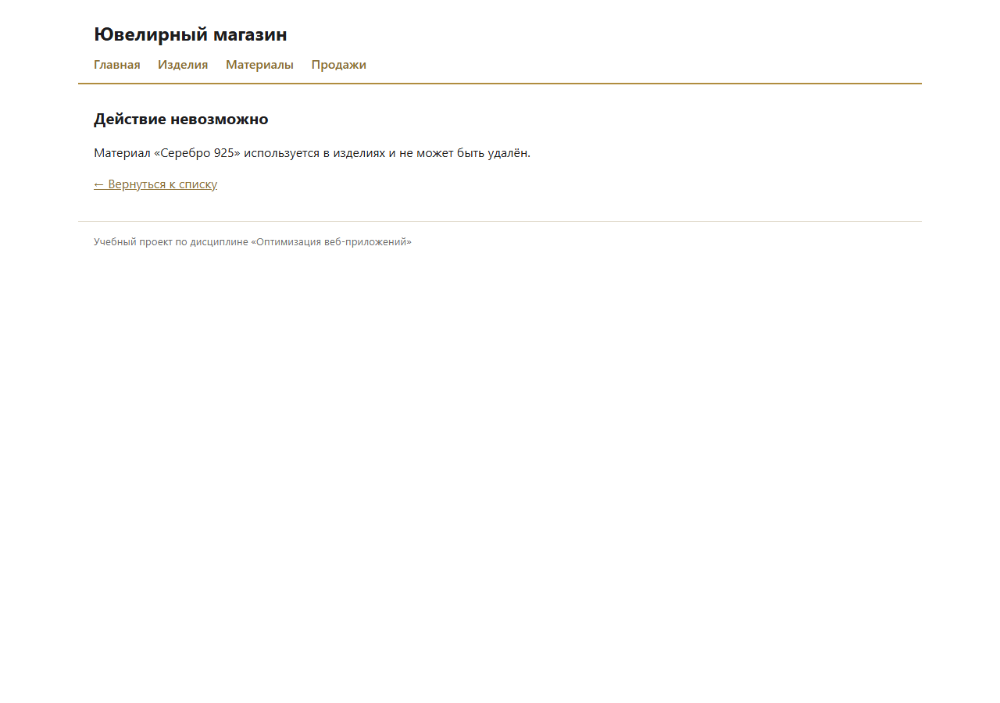 Ювелирный магазин
Главная Изделия Материалы Продажи
Действие невозможно
Материал «Серебро 925» используется в изделиях и не может быть удалён.
← Вернуться к списку
Учебный проект по дисциплине «Оптимизация веб-приложений»